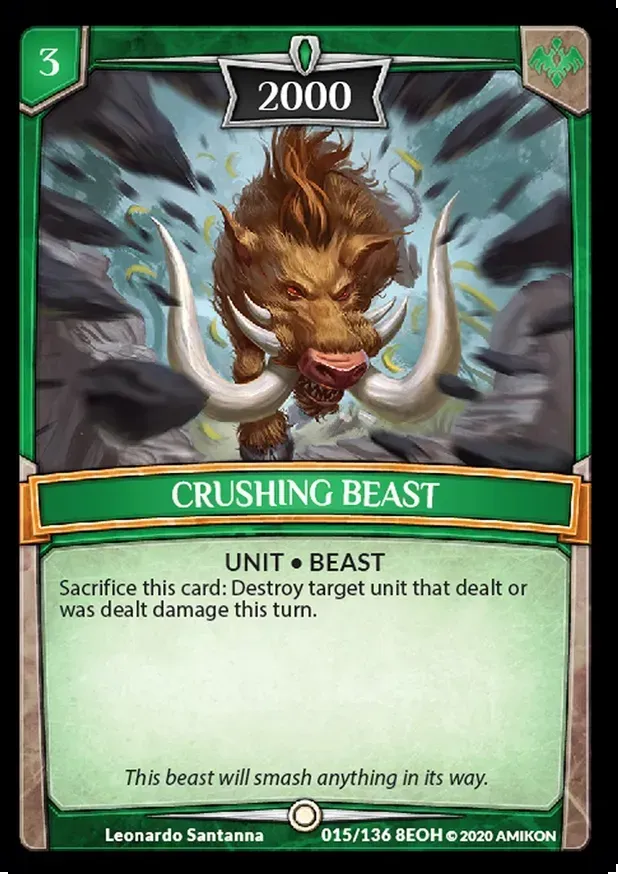 3
2000
CRUSHING BEAST
UNIT • BEAST
Sacrifice this card: Destroy target unit that dealt or
was dealt damage this turn.
This beast will smash anything in its way.
Leonardo Santanna 015/136 8EOH © 2020 AMIKON